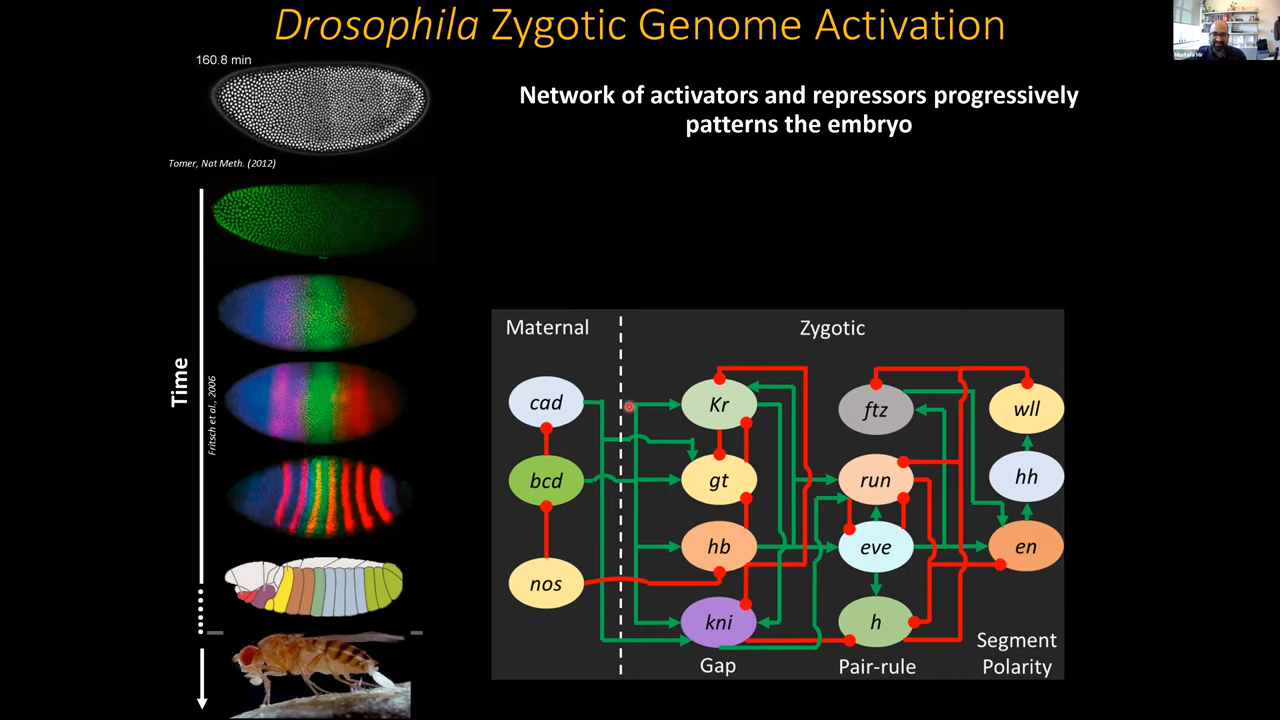 Drosophila Zygotic Genome Activation
Mustafa Mir
160.8 min
Network of activators and repressors progressively
patterns the embryo
Tomer, Nat Meth. (2012)
Time
Fritsch et al., 2006
Maternal
Zygotic
cad
bcd
nos
Kr
gt
hb
kni
Gap
ftz
run
eve
h
Pair-rule
wll
hh
en
Segment
Polarity